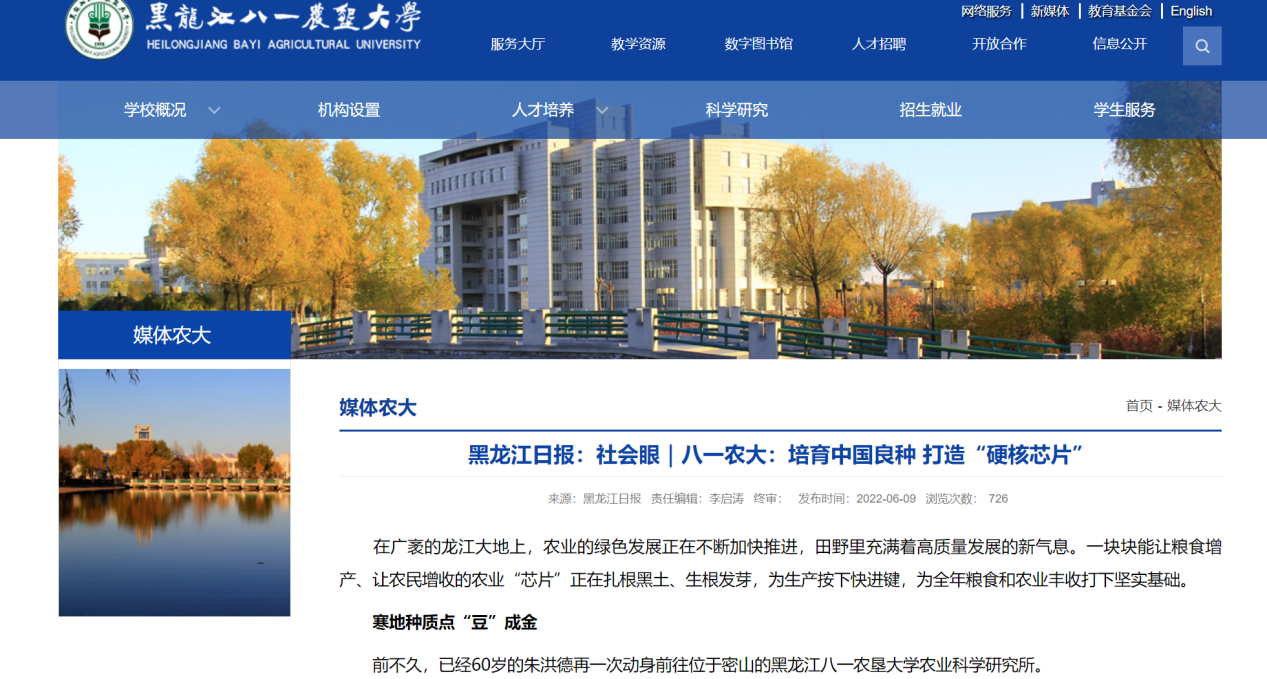 黑龍江八一農墾大學
HEILONGJIANG BAYI AGRICULTURAL UNIVERSITY
网络服务 | 新媒体 | 教育基金会 | English
服务大厅 教学资源 数字图书馆 人才招聘 开放合作 信息公开
学校概况 机构设置 人才培养 科学研究 招生就业 学生服务
媒体农大
媒体农大
首页 - 媒体农大
黑龙江日报：社会眼｜八一农大：培育中国良种 打造“硬核芯片”
来源：黑龙江日报 责任编辑：李启涛 终审： 发布时间：2022-06-09 浏览次数： 726
在广袤的龙江大地上，农业的绿色发展正在不断加快推进，田野里充满着高质量发展的新气息。一块块能让粮食增
产、让农民增收的农业“芯片”正在扎根黑土、生根发芽，为生产按下快进键，为全年粮食和农业丰收打下坚实基础。
寒地种质点“豆”成金
前不久，已经60岁的朱洪德再一次动身前往位于密山的黑龙江八一农垦大学农业科学研究所。